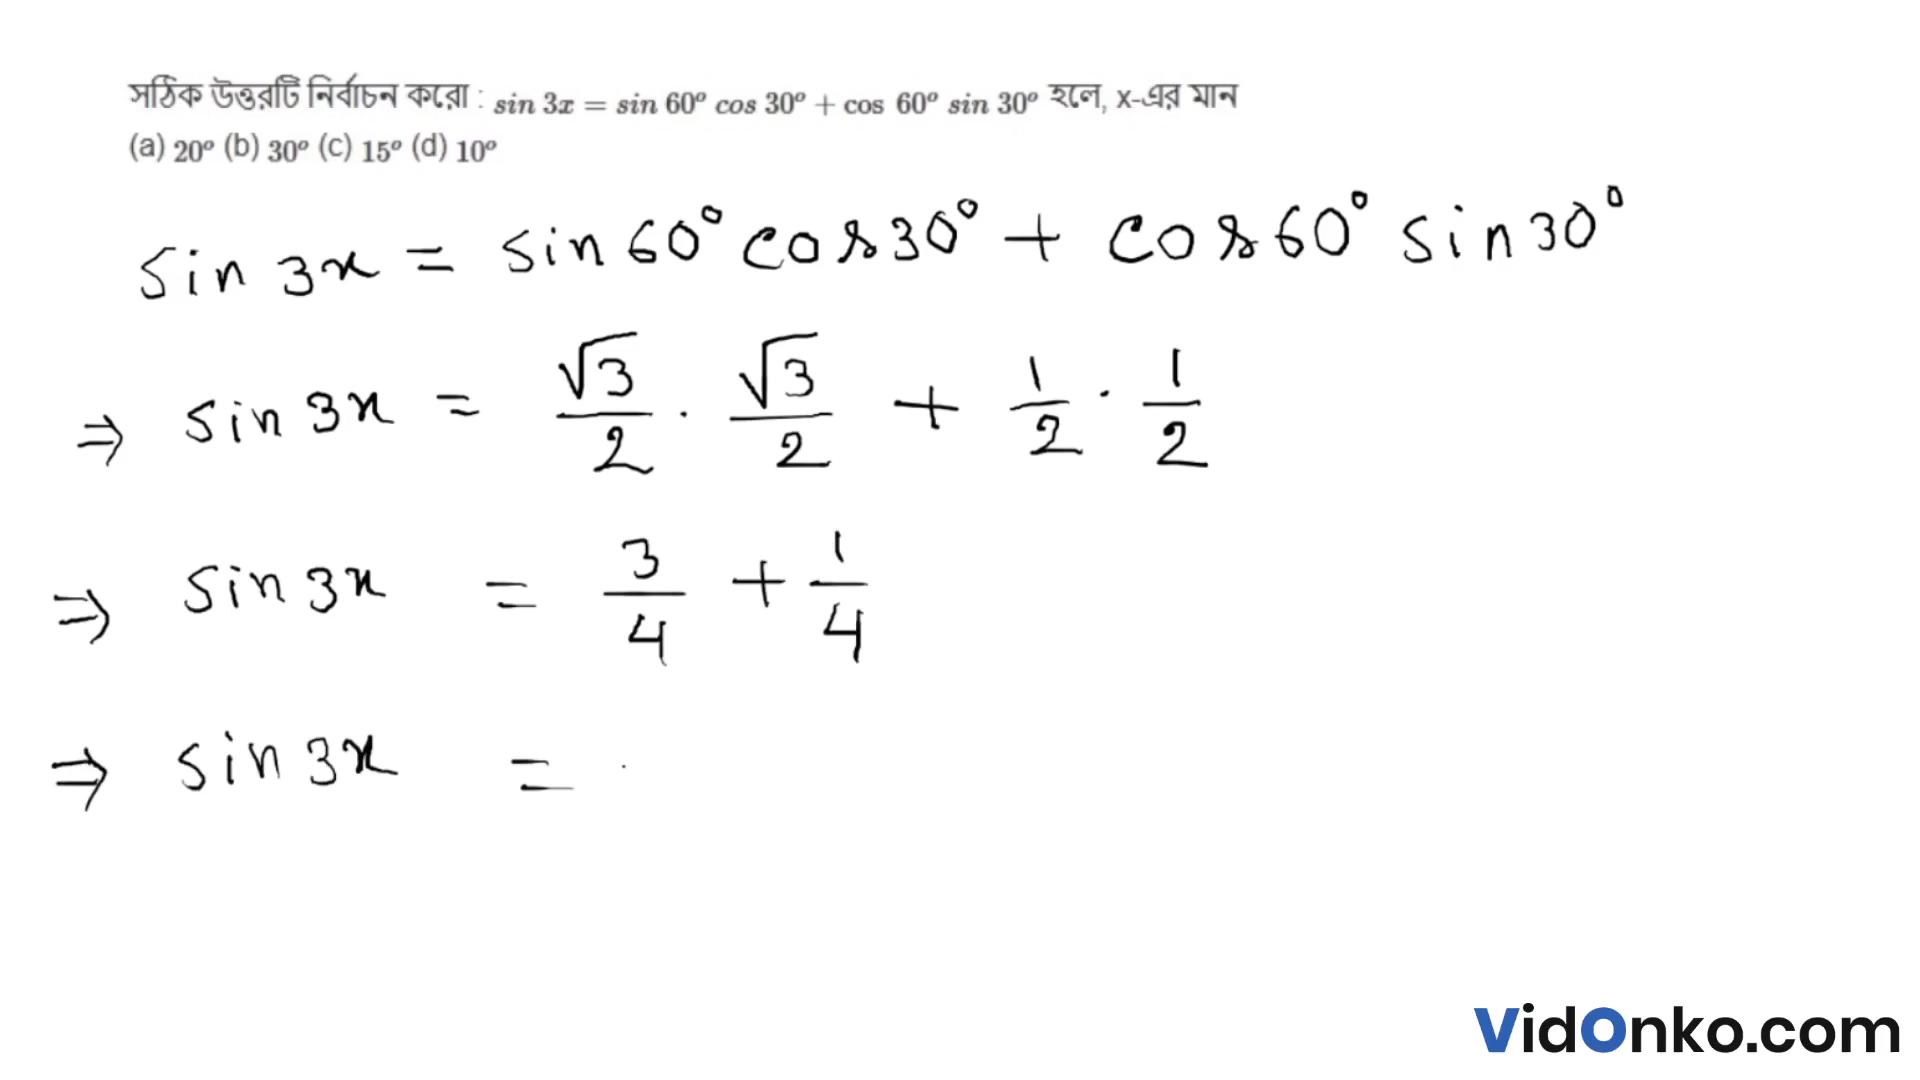 সঠিক উত্তরটি নির্বাচন করো : sin 3x = sin 60° cos 30° + cos 60° sin 30° হলে, x-এর মান
(a) 20° (b) 30° (c) 15° (d) 10°
sin 3x = sin 60° cos 30° + cos 60° sin 30°
⇒ sin 3x = √3/2 · √3/2 + 1/2 · 1/2
⇒ sin 3x = 3/4 + 1/4
⇒ sin 3x =
VidOnko.com